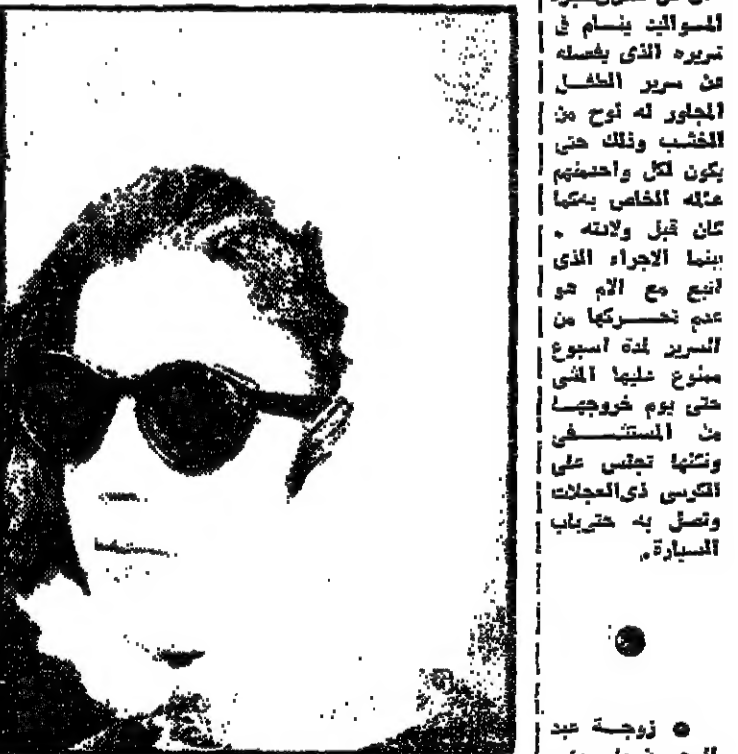 المواليد ينام في
سريره الذى يفصله
عن سرير الطفل
المجاور له لوح من
الخشب وذلك حتى
يكون لكل واحد منهم
عالمه الخاص به كما
كان قبل ولادته .
بينما الاجراء الذى
اتبع مع الام هو
عدم تحركها من
السرير لمدة اسبوع
ممنوع عليها المشى
حتى يوم خروجها
من المستشفى
ولكنها تجلس على
الكرسى ذى العجلات
وتصل به حتى باب
السيارة .
● زوجة عبد